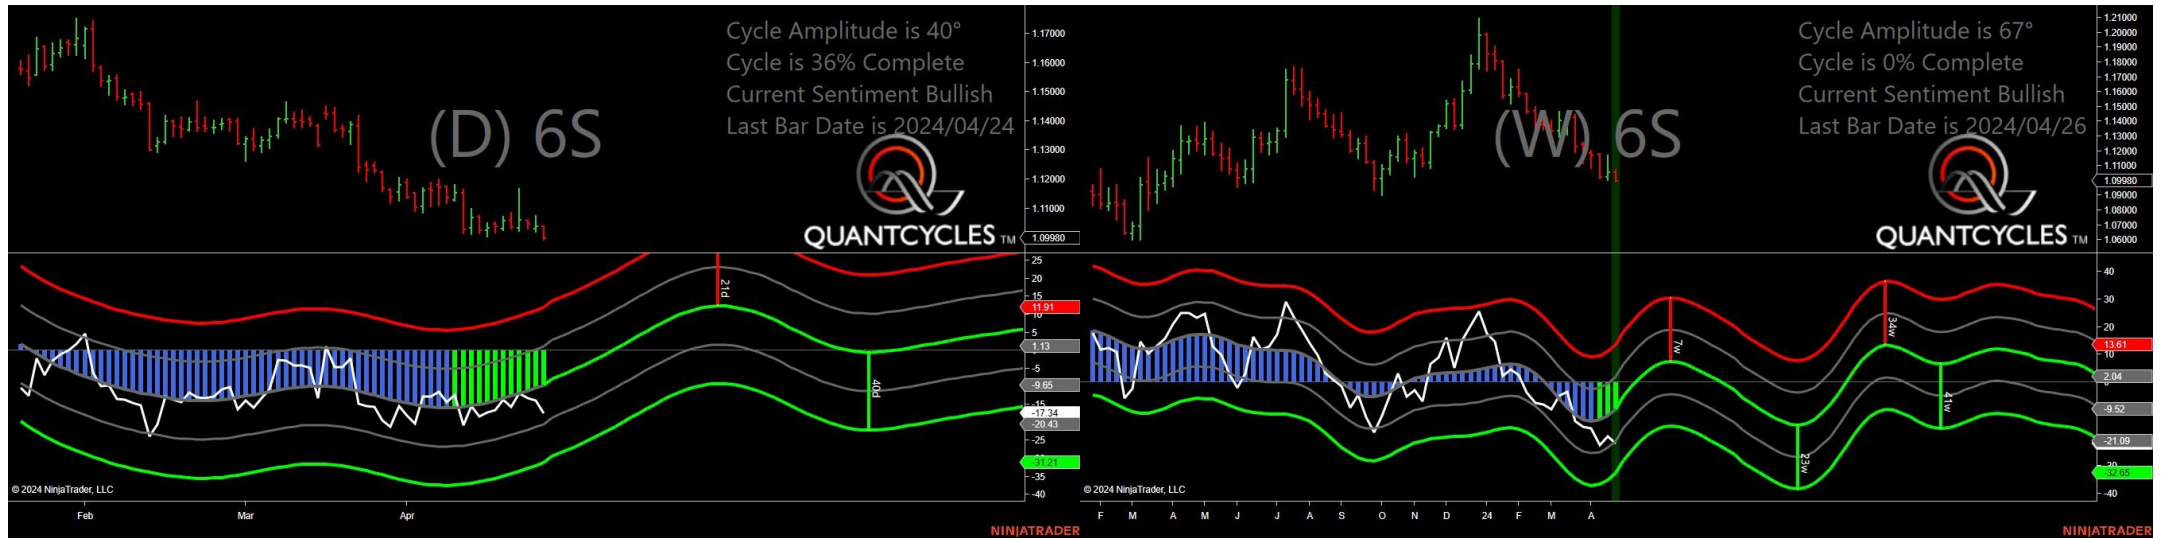 Cycle Amplitude is 40°
Cycle is 36% Complete
Current Sentiment Bullish
Last Bar Date is 2024/04/24
(D) 6S
QUANTCYCLES TM
1.17000
1.16000
1.15000
1.14000
1.13000
1.12000
1.11000
1.09980
25
20
15
11.91
10
5
1.13
-5
-9.65
-15
-17.34
-20.43
-25
-31.21
-35
-40
21d
40d
© 2024 NinjaTrader, LLC
Feb Mar Apr
NINJATRADER
Cycle Amplitude is 67°
Cycle is 0% Complete
Current Sentiment Bullish
Last Bar Date is 2024/04/26
(W) 6S
QUANTCYCLES TM
1.21000
1.20000
1.19000
1.18000
1.17000
1.16000
1.15000
1.14000
1.13000
1.12000
1.11000
1.09980
1.09000
1.08000
1.07000
1.06000
40
30
20
13.61
10
2.04
-9.52
-21.09
-32.65
-40
7w
23w
34w
41w
© 2024 NinjaTrader, LLC
F M A M J J A S O N D 24 F M A
NINJATRADER